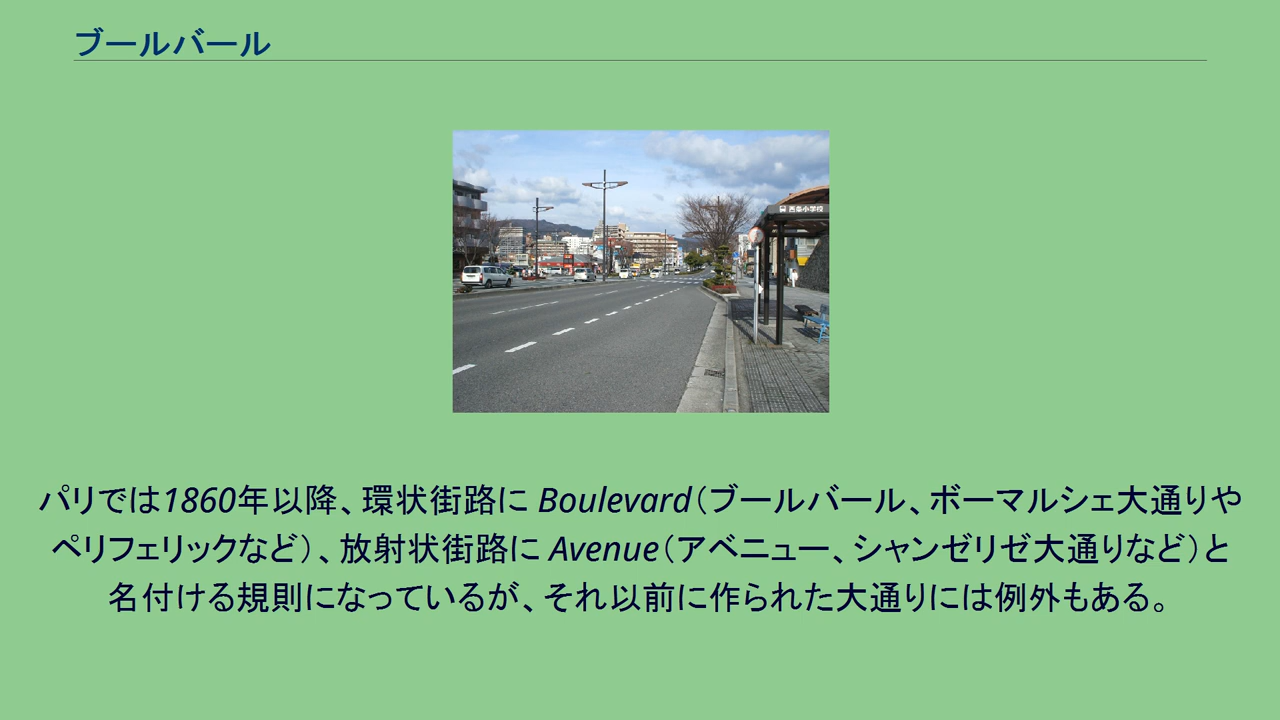 ブールバール
西条小学校
パリでは1860年以降、環状街路に Boulevard（ブールバール、ボーマルシェ大通りや
ペリフェリックなど）、放射状街路に Avenue（アベニュー、シャンゼリゼ大通りなど）と
名付ける規則になっているが、それ以前に作られた大通りには例外もある。